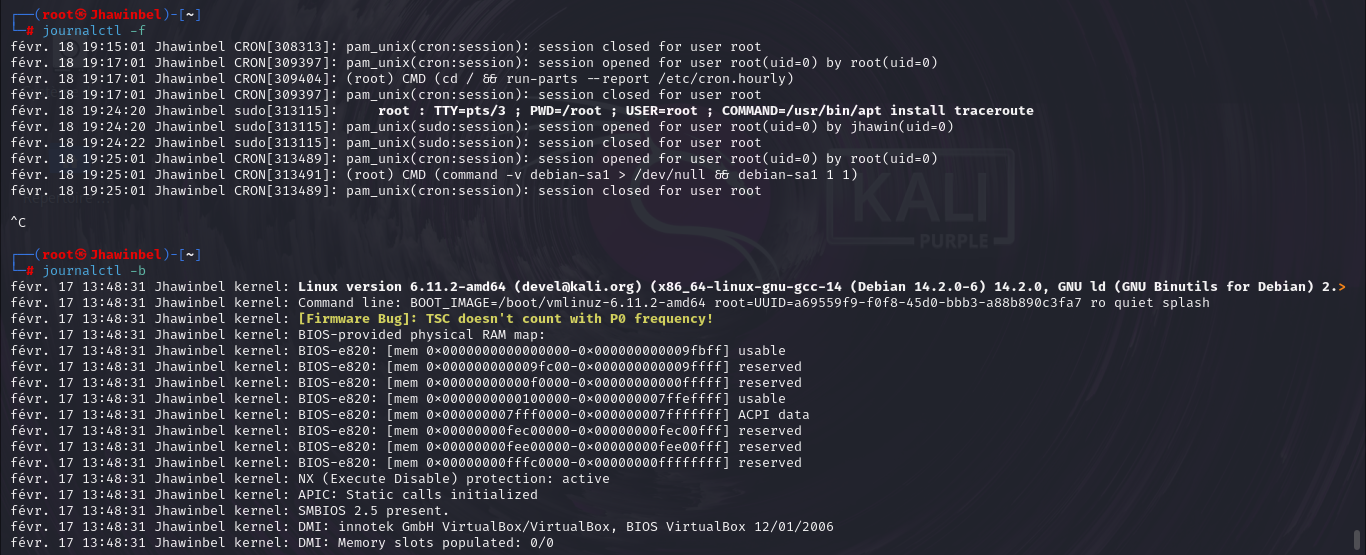 ┌──(root㉿Jhawinbel)-[~]
└─# journalctl -f
févr. 18 19:15:01 Jhawinbel CRON[308313]: pam_unix(cron:session): session closed for user root
févr. 18 19:17:01 Jhawinbel CRON[309397]: pam_unix(cron:session): session opened for user root(uid=0) by root(uid=0)
févr. 18 19:17:01 Jhawinbel CRON[309404]: (root) CMD (cd / && run-parts --report /etc/cron.hourly)
févr. 18 19:17:01 Jhawinbel CRON[309397]: pam_unix(cron:session): session closed for user root
févr. 18 19:24:20 Jhawinbel sudo[313115]:     root : TTY=pts/3 ; PWD=/root ; USER=root ; COMMAND=/usr/bin/apt install traceroute
févr. 18 19:24:20 Jhawinbel sudo[313115]: pam_unix(sudo:session): session opened for user root(uid=0) by jhawin(uid=0)
févr. 18 19:24:22 Jhawinbel sudo[313115]: pam_unix(sudo:session): session closed for user root
févr. 18 19:25:01 Jhawinbel CRON[313489]: pam_unix(cron:session): session opened for user root(uid=0) by root(uid=0)
févr. 18 19:25:01 Jhawinbel CRON[313491]: (root) CMD (command -v debian-sa1 > /dev/null && debian-sa1 1 1)
févr. 18 19:25:01 Jhawinbel CRON[313489]: pam_unix(cron:session): session closed for user root
KALI
PURPLE
^C
┌──(root㉿Jhawinbel)-[~]
└─# journalctl -b
févr. 17 13:48:31 Jhawinbel kernel: Linux version 6.11.2-amd64 (devel@kali.org) (x86_64-linux-gnu-gcc-14 (Debian 14.2.0-6) 14.2.0, GNU ld (GNU Binutils for Debian) 2.>
févr. 17 13:48:31 Jhawinbel kernel: Command line: BOOT_IMAGE=/boot/vmlinuz-6.11.2-amd64 root=UUID=a69559f9-f0f8-45d0-bbb3-a88b890c3fa7 ro quiet splash
févr. 17 13:48:31 Jhawinbel kernel: [Firmware Bug]: TSC doesn't count with P0 frequency!
févr. 17 13:48:31 Jhawinbel kernel: BIOS-provided physical RAM map:
févr. 17 13:48:31 Jhawinbel kernel: BIOS-e820: [mem 0x0000000000000000-0x000000000009fbff] usable
févr. 17 13:48:31 Jhawinbel kernel: BIOS-e820: [mem 0x000000000009fc00-0x000000000009ffff] reserved
févr. 17 13:48:31 Jhawinbel kernel: BIOS-e820: [mem 0x00000000000f0000-0x00000000000fffff] reserved
févr. 17 13:48:31 Jhawinbel kernel: BIOS-e820: [mem 0x0000000000100000-0x000000007ffeffff] usable
févr. 17 13:48:31 Jhawinbel kernel: BIOS-e820: [mem 0x000000007fff0000-0x000000007fffffff] ACPI data
févr. 17 13:48:31 Jhawinbel kernel: BIOS-e820: [mem 0x00000000fec00000-0x00000000fec00fff] reserved
févr. 17 13:48:31 Jhawinbel kernel: BIOS-e820: [mem 0x00000000fee00000-0x00000000fee00fff] reserved
févr. 17 13:48:31 Jhawinbel kernel: BIOS-e820: [mem 0x00000000fffc0000-0x00000000ffffffff] reserved
févr. 17 13:48:31 Jhawinbel kernel: NX (Execute Disable) protection: active
févr. 17 13:48:31 Jhawinbel kernel: APIC: Static calls initialized
févr. 17 13:48:31 Jhawinbel kernel: SMBIOS 2.5 present.
févr. 17 13:48:31 Jhawinbel kernel: DMI: innotek GmbH VirtualBox/VirtualBox, BIOS VirtualBox 12/01/2006
févr. 17 13:48:31 Jhawinbel kernel: DMI: Memory slots populated: 0/0